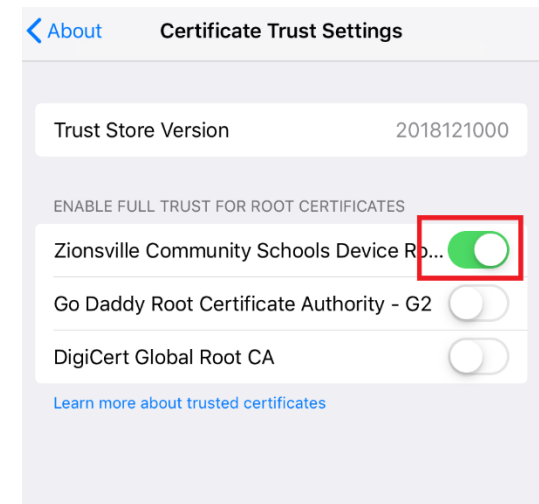 About Certificate Trust Settings
Trust Store Version 2018121000
ENABLE FULL TRUST FOR ROOT CERTIFICATES
Zionsville Community Schools Device Ro...
Go Daddy Root Certificate Authority - G2
DigiCert Global Root CA
Learn more about trusted certificates